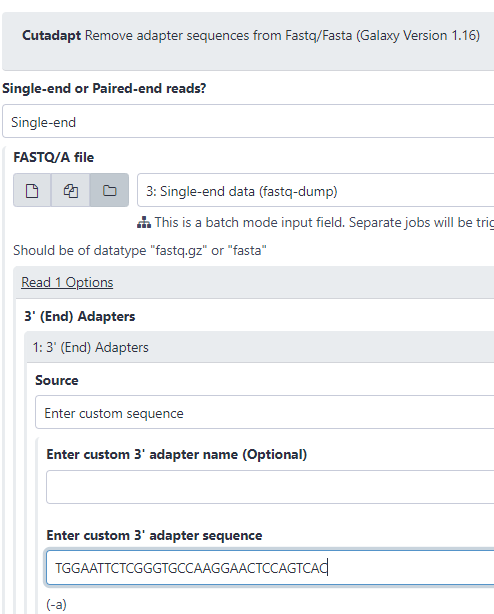 Cutadapt Remove adapter sequences from Fastq/Fasta (Galaxy Version 1.16)
Single-end or Paired-end reads?
Single-end
FASTQ/A file
3: Single-end data (fastq-dump)
This is a batch mode input field. Separate jobs will be trig
Should be of datatype "fastq.gz" or "fasta"
Read 1 Options
3' (End) Adapters
1: 3' (End) Adapters
Source
Enter custom sequence
Enter custom 3' adapter name (Optional)
Enter custom 3' adapter sequence
TGGAATTCTCGGGTGCCAAGGAACTCCAGTCAC
(-a)